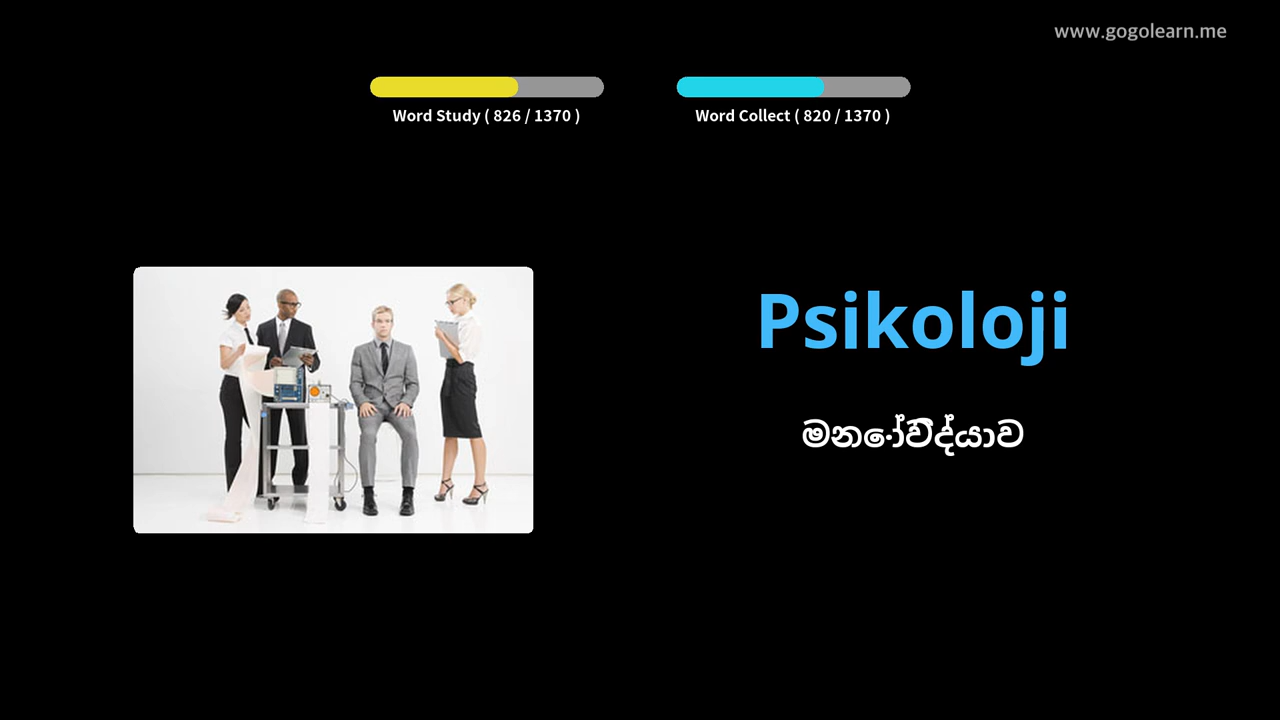 www.gogolearn.me
Word Study ( 826 / 1370 )
Word Collect ( 820 / 1370 )
Psikoloji
මනෝවිද්යාව